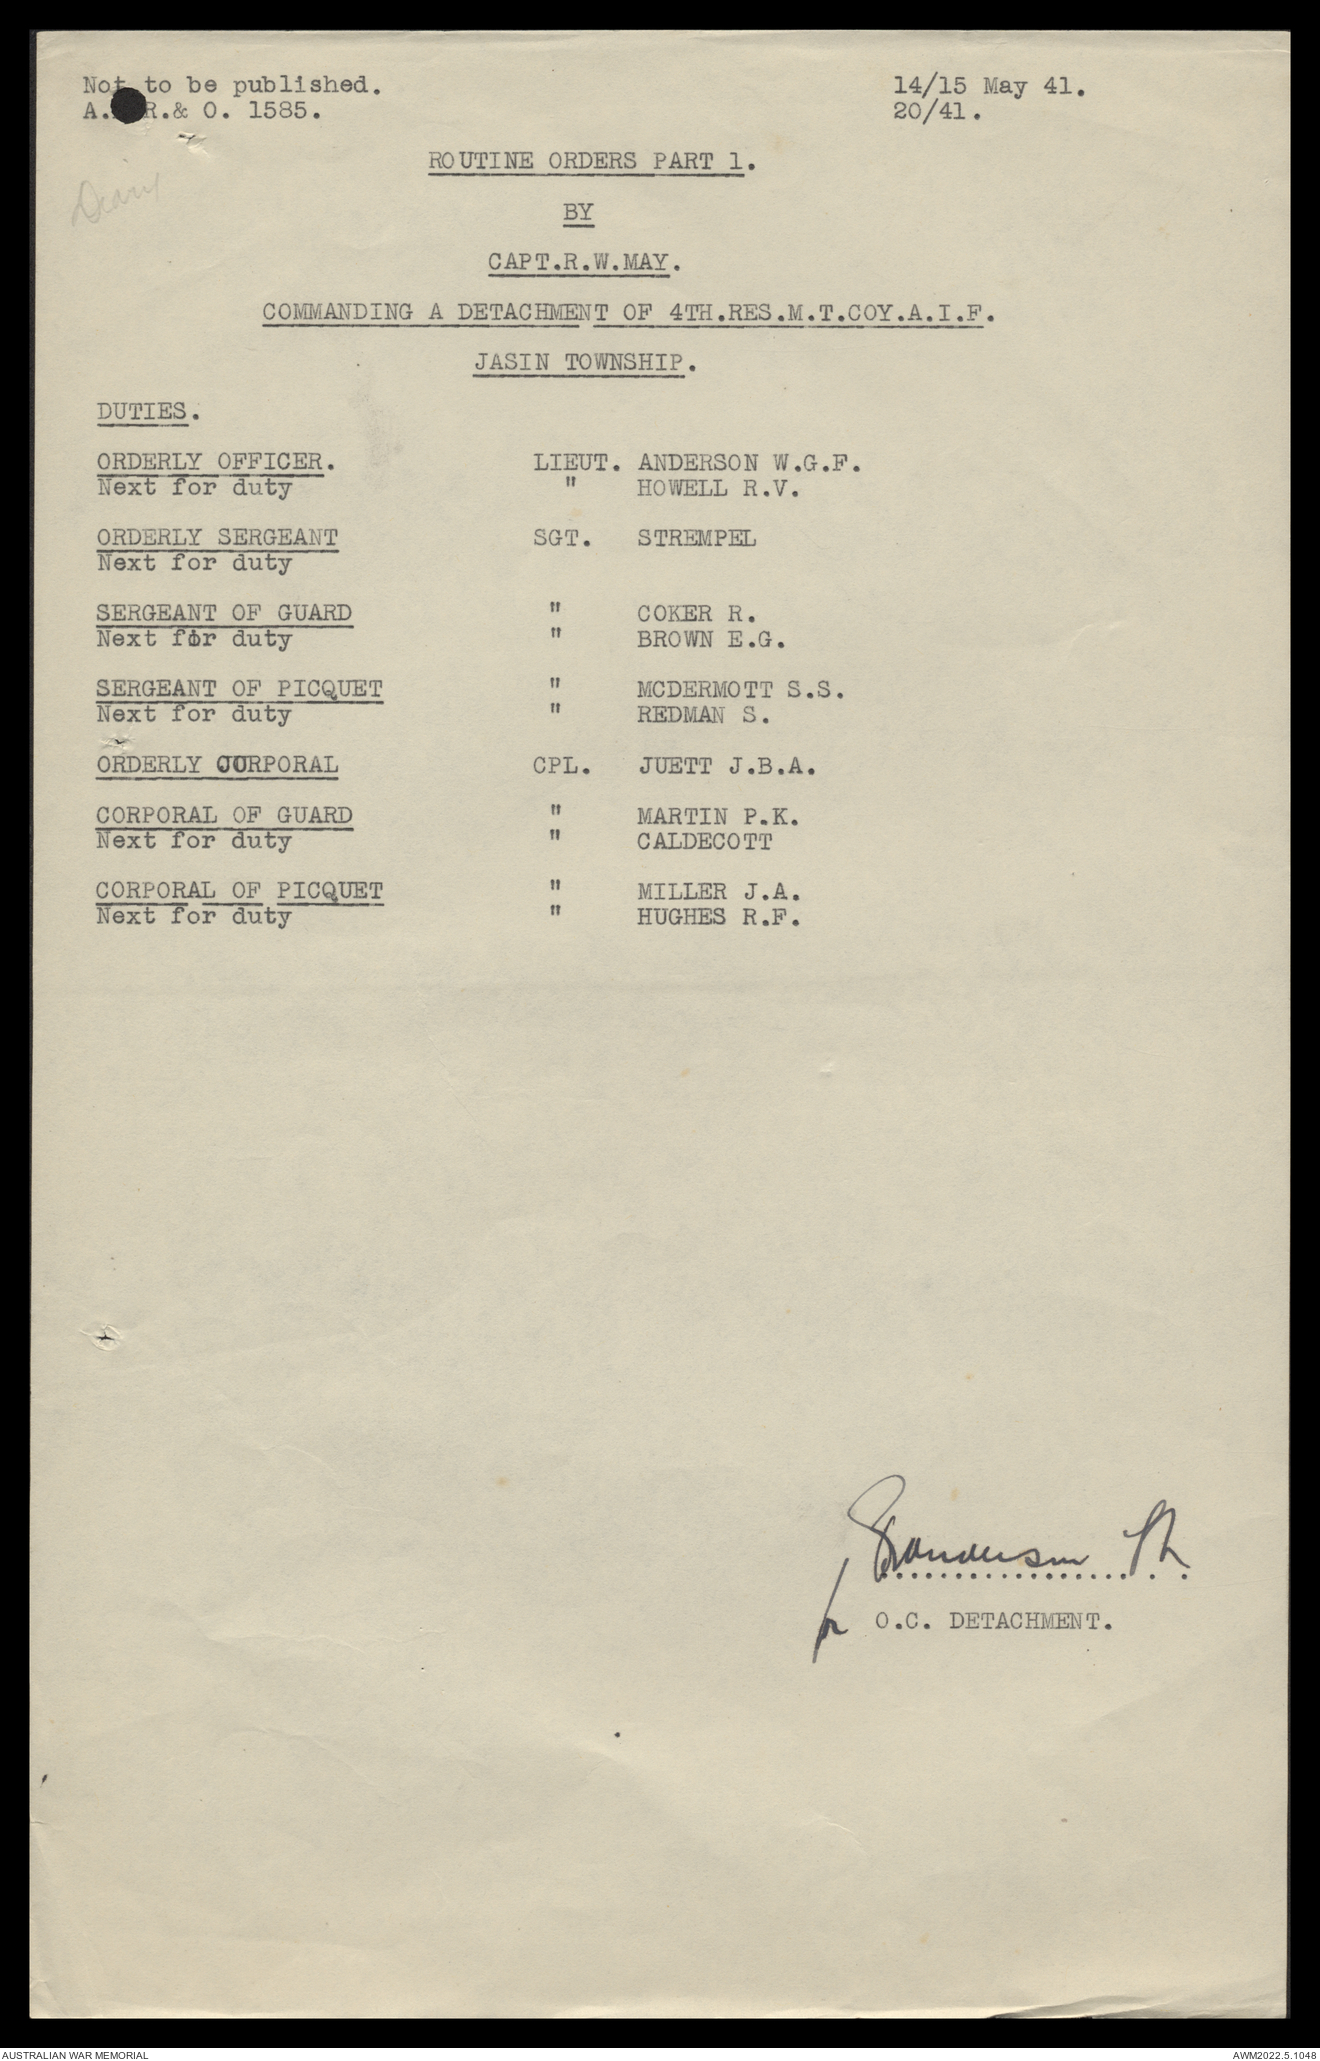 Not to be published. 14/15 May 41.
A. R.& O. 1585. 20/41.
Diary
ROUTINE ORDERS PART 1.
BY
CAPT.R.W.MAY.
COMMANDING A DETACHMENT OF 4TH.RES.M.T.COY.A.I.F.
JASIN TOWNSHIP.
DUTIES.
ORDERLY OFFICER. LIEUT. ANDERSON W.G.F.
Next for duty " HOWELL R.V.
ORDERLY SERGEANT SGT. STREMPEL
Next for duty
SERGEANT OF GUARD " COKER R.
Next for duty " BROWN E.G.
SERGEANT OF PICQUET " MCDERMOTT S.S.
Next for duty " REDMAN S.
ORDERLY CORPORAL CPL. JUETT J.B.A.
CORPORAL OF GUARD " MARTIN P.K.
Next for duty " CALDECOTT
CORPORAL OF PICQUET " MILLER J.A.
Next for duty " HUGHES R.F.
for O.C. DETACHMENT.
AUSTRALIAN WAR MEMORIAL AWM2022.5.1048